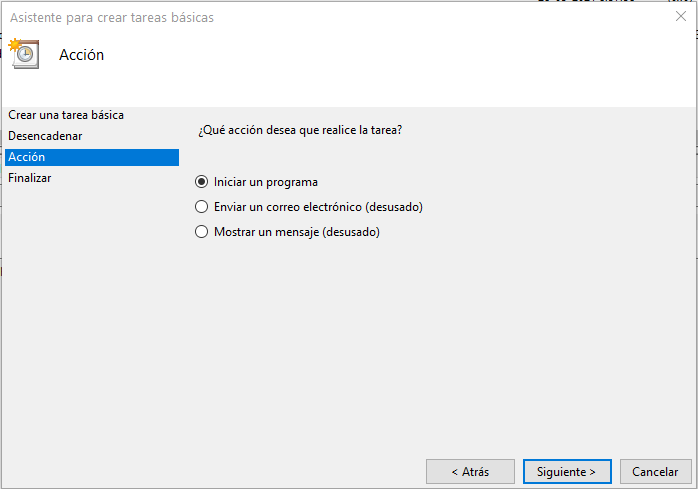 Asistente para crear tareas básicas
Acción
Crear una tarea básica
Desencadenar
Acción
Finalizar
¿Qué acción desea que realice la tarea?
Iniciar un programa
Enviar un correo electrónico (desusado)
Mostrar un mensaje (desusado)
< Atrás
Siguiente >
Cancelar